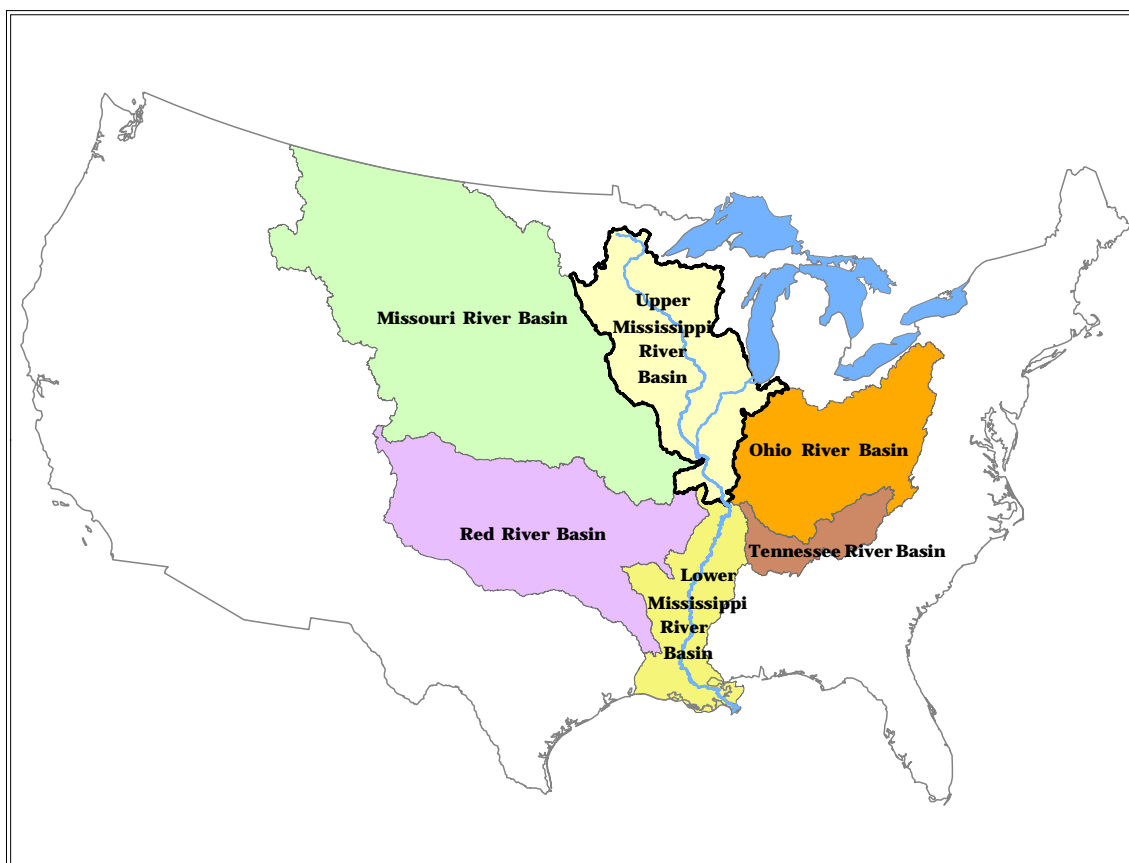 Missouri River Basin
Upper
Mississippi
River
Basin
Ohio River Basin
Red River Basin
Tennessee River Basin
Lower
Mississippi
River
Basin